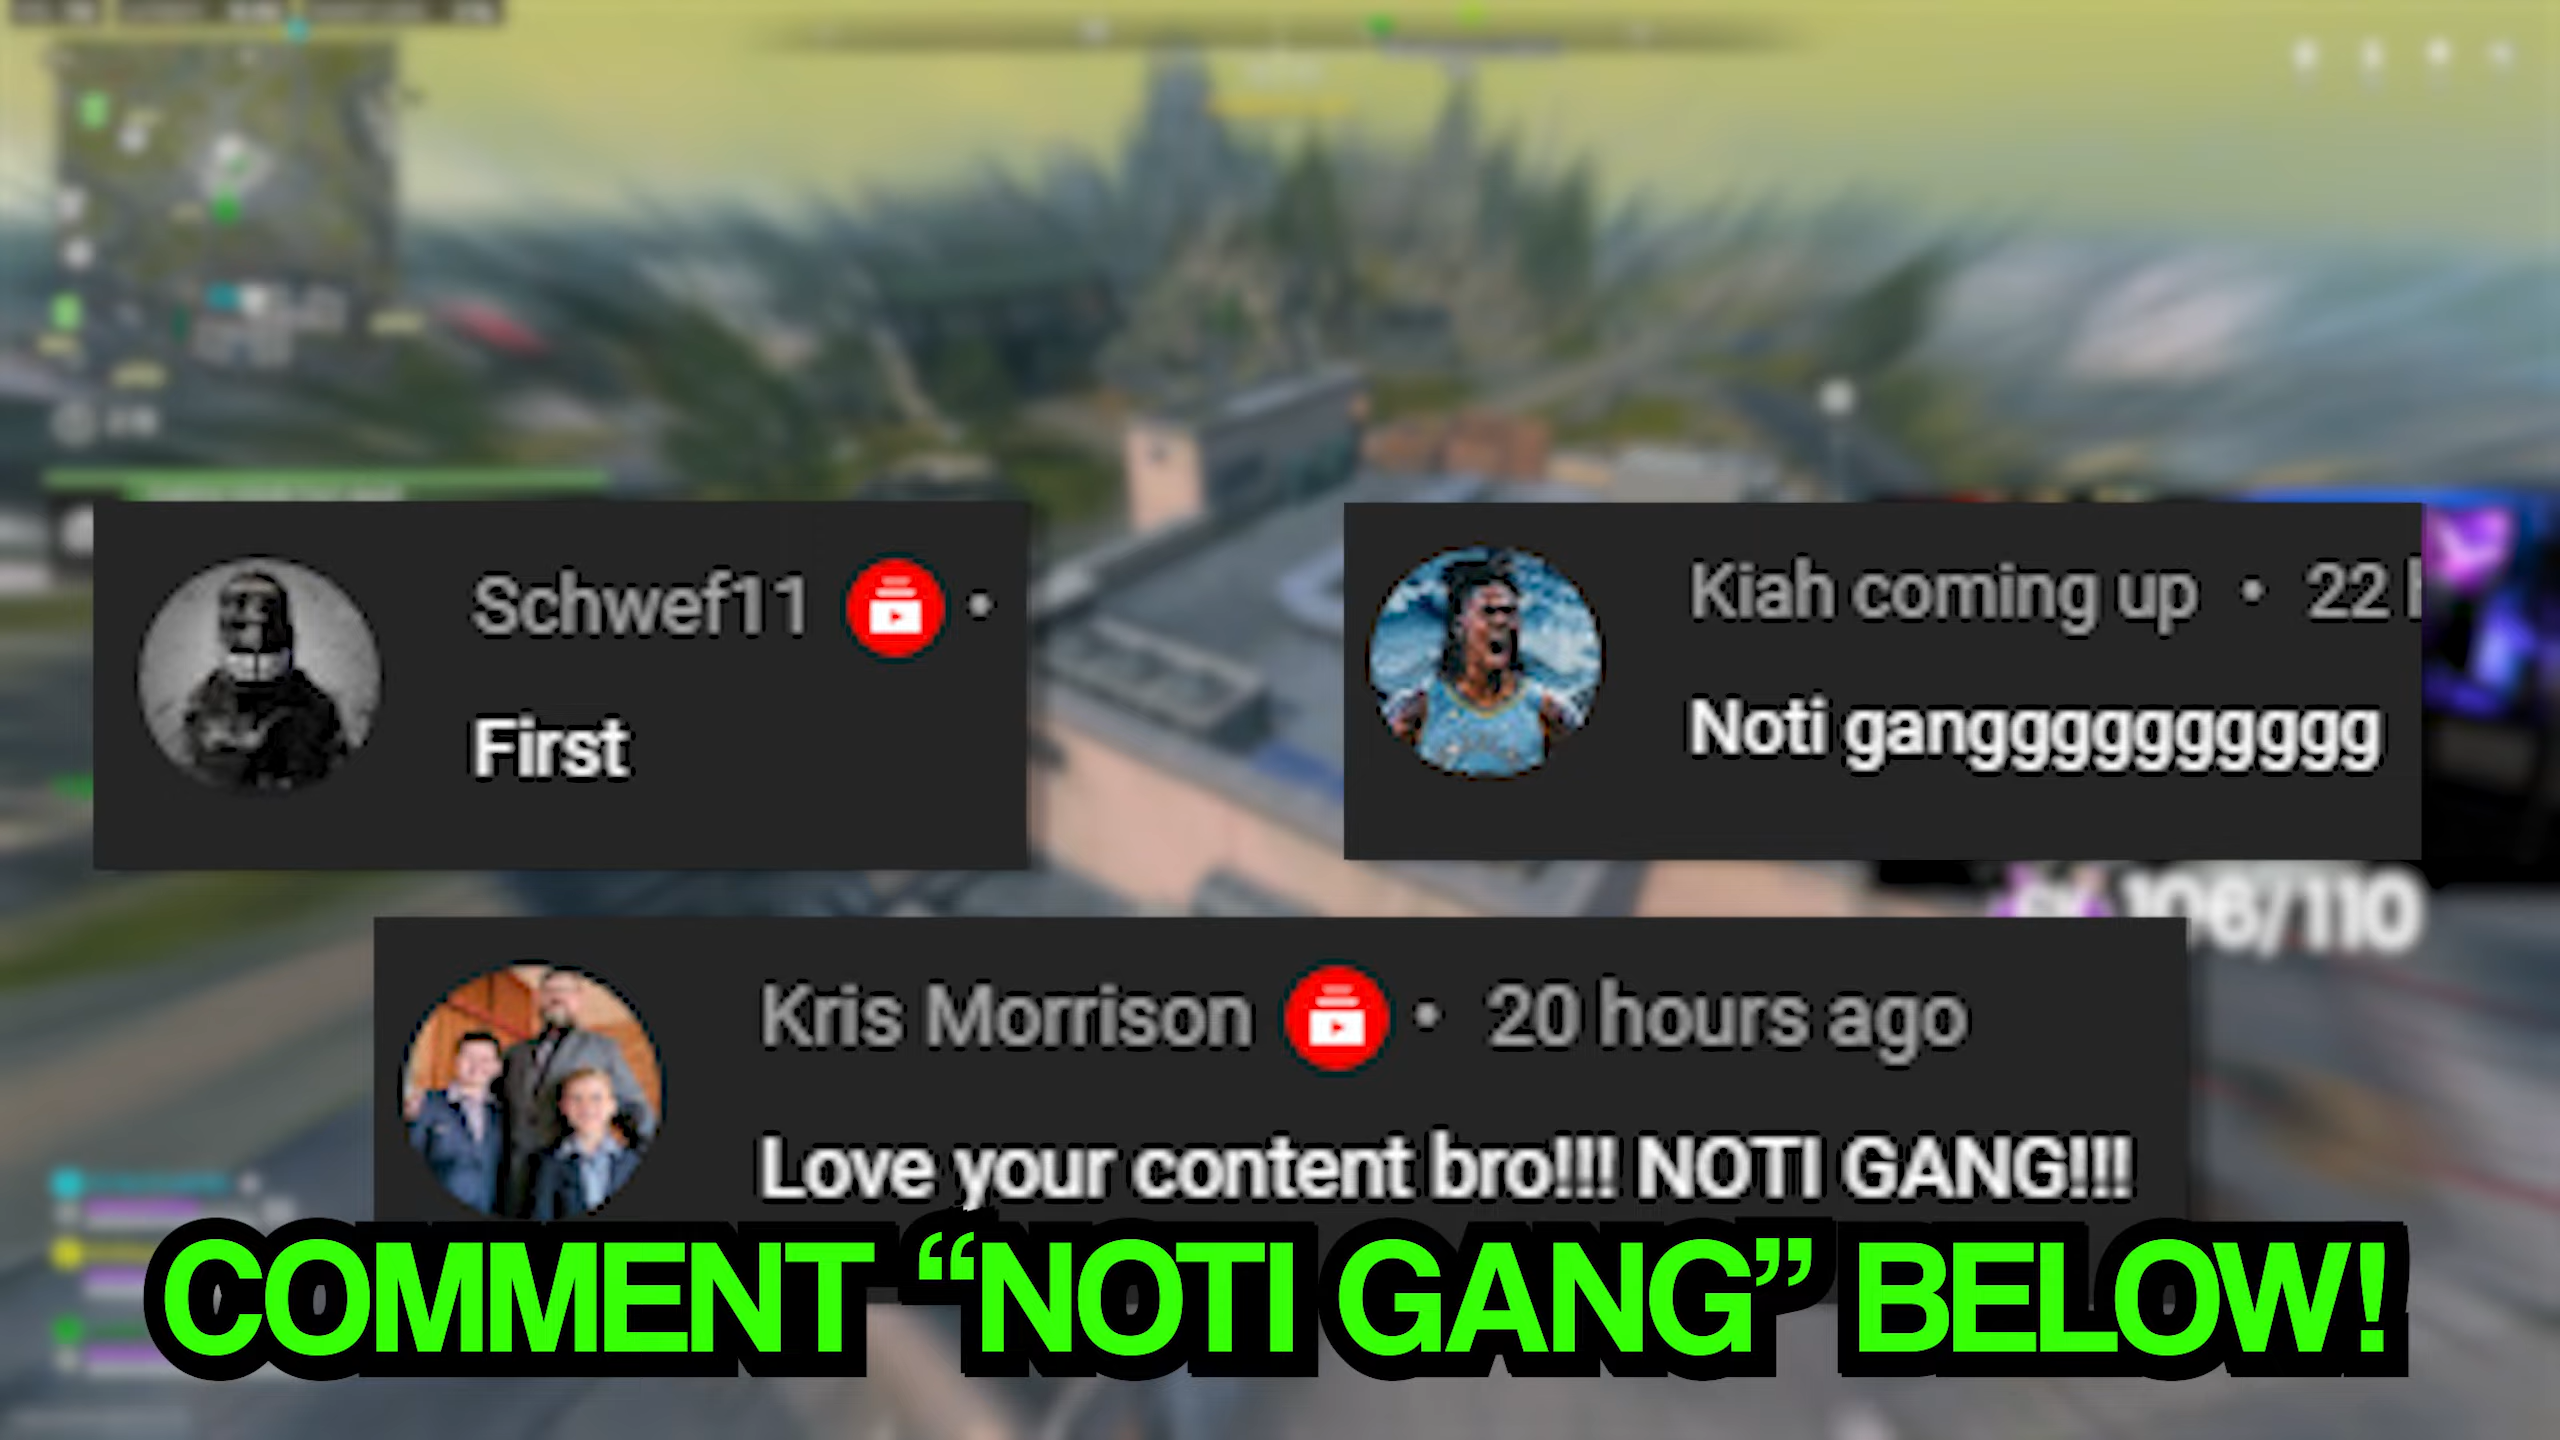 Schwef11 •
First
Kiah coming up • 22
Noti ganggggggggggg
106/110
Kris Morrison • 20 hours ago
Love your content bro!!! NOTI GANG!!!
COMMENT “NOTI GANG” BELOW!